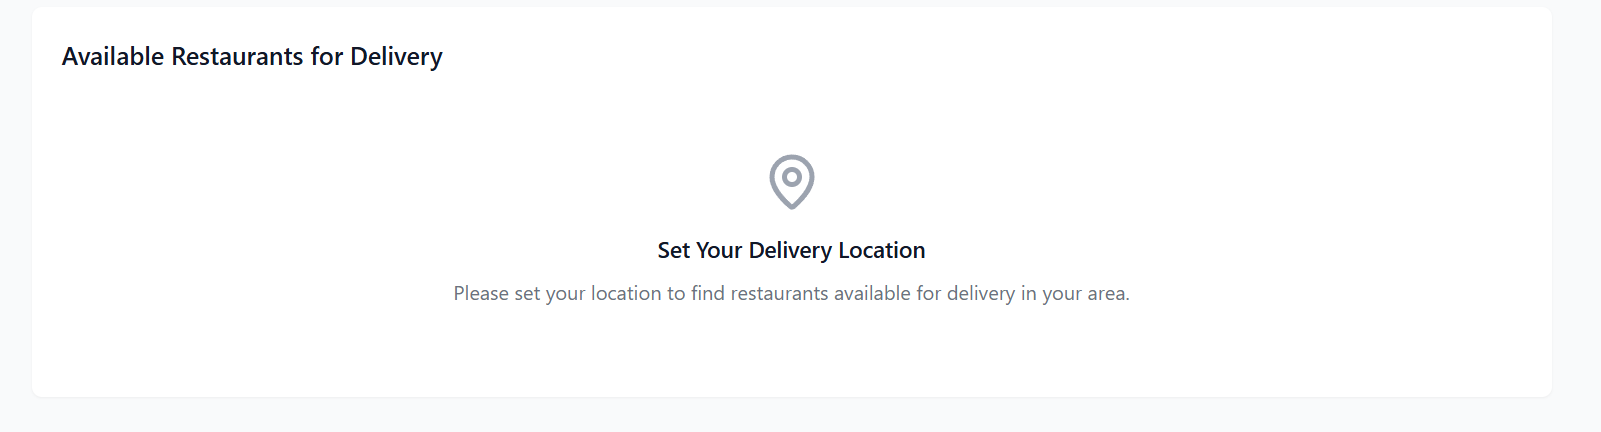 Available Restaurants for Delivery
Set Your Delivery Location
Please set your location to find restaurants available for delivery in your area.